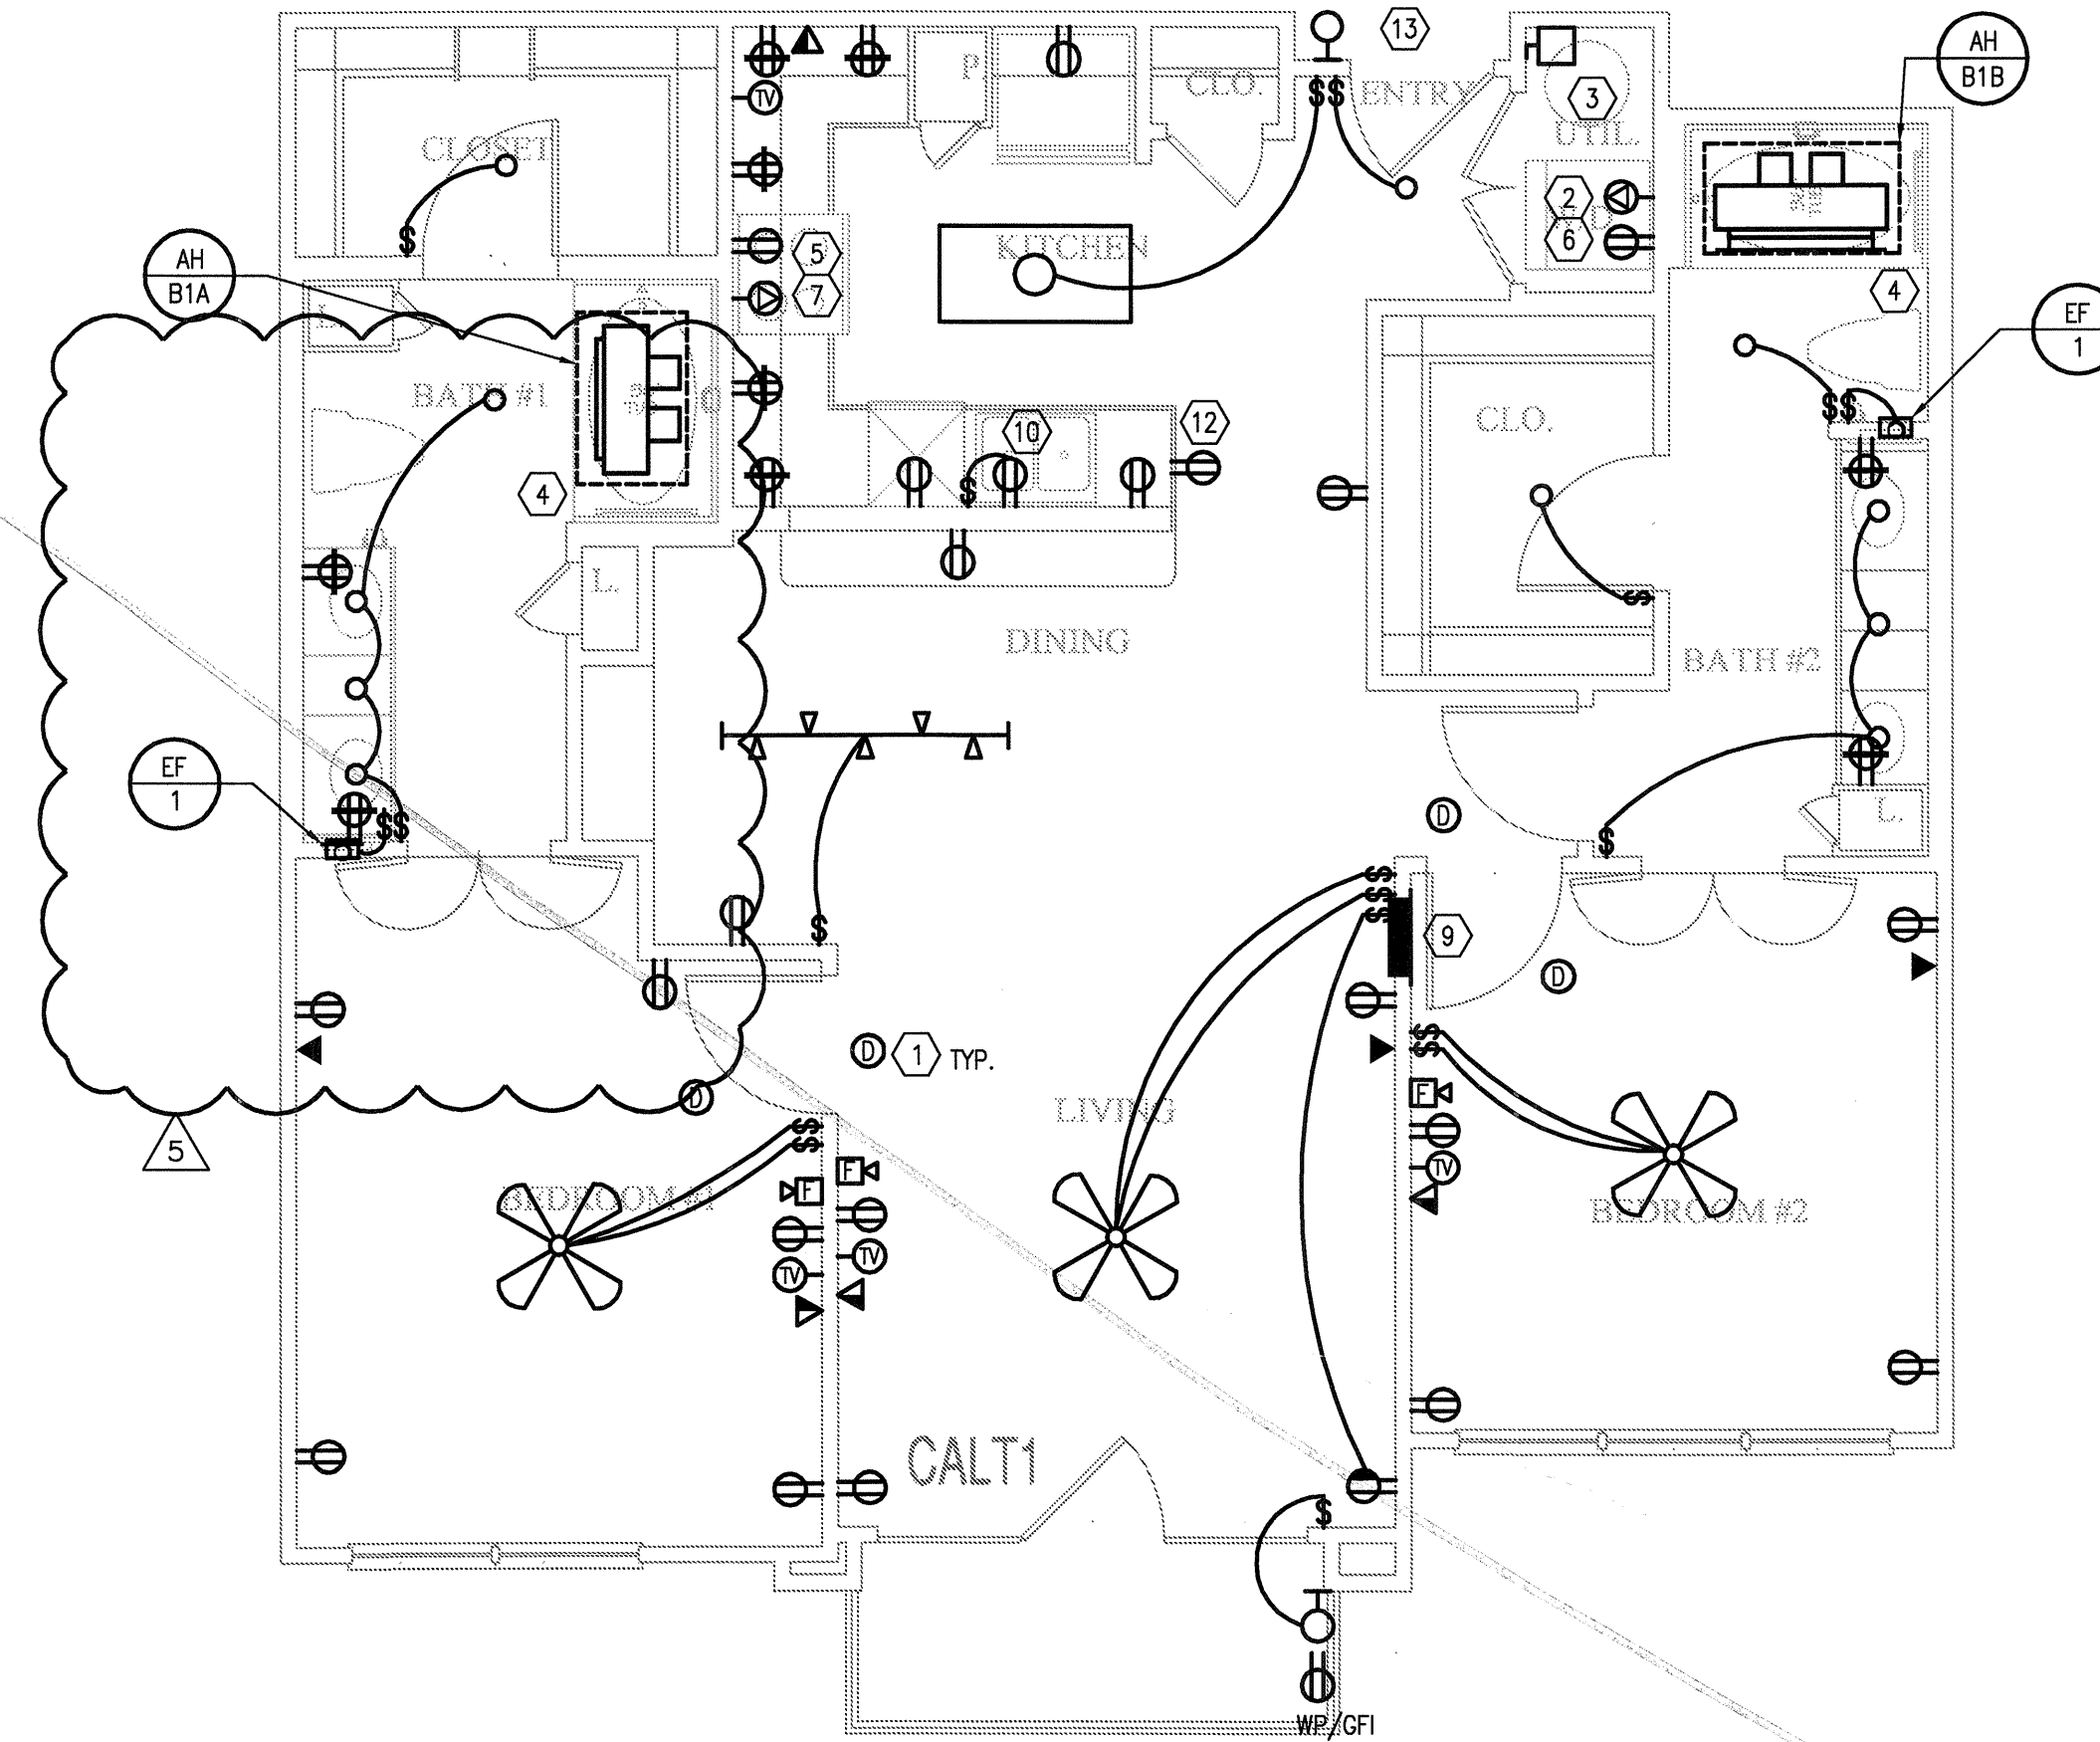 13
AH
B1B
P.
CLO.
ENTRY
TV
3
UTIL.
CLOSET
2
6
AH
B1A
5
7
KITCHEN
4
EF
1
L.
BATH #1
CLO.
12
10
4
L.
DINING
BATH #2
EF
1
D
L.
$
$
9
D
D
1
TYP.
D
LIVING
5
F
F
F
TV
BEDROOM #1
BEDROOM #2
TV
TV
CALT1
$
WP/GFI